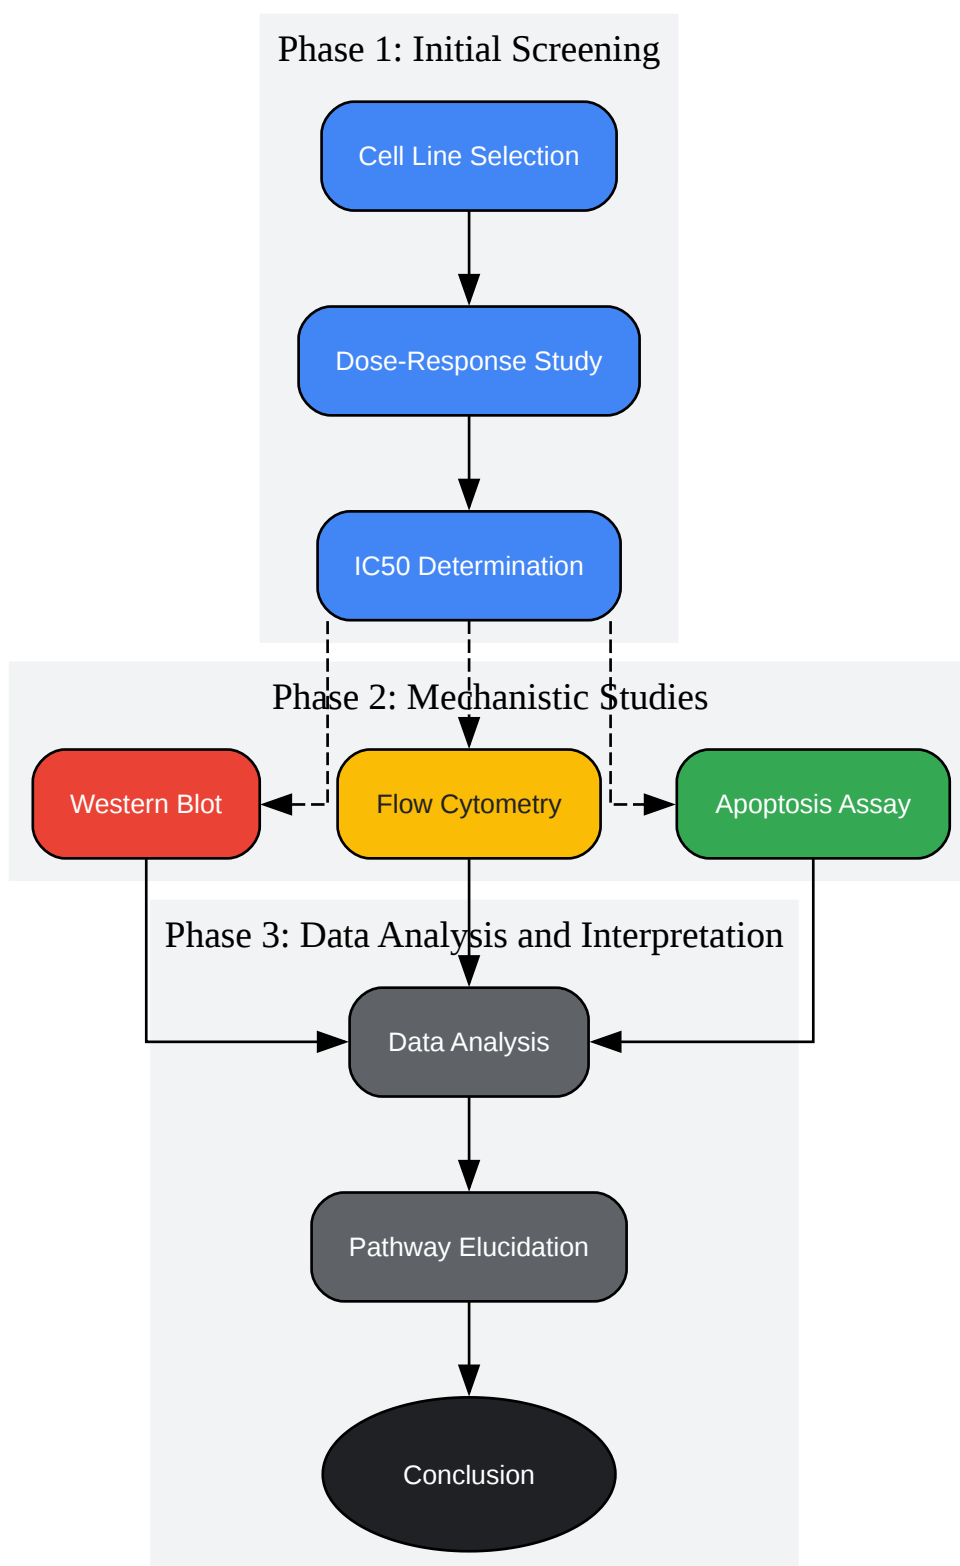 Phase 1: Initial Screening
Cell Line Selection
Dose-Response Study
IC50 Determination
Phase 2: Mechanistic Studies
Western Blot
Flow Cytometry
Apoptosis Assay
Phase 3: Data Analysis and Interpretation
Data Analysis
Pathway Elucidation
Conclusion